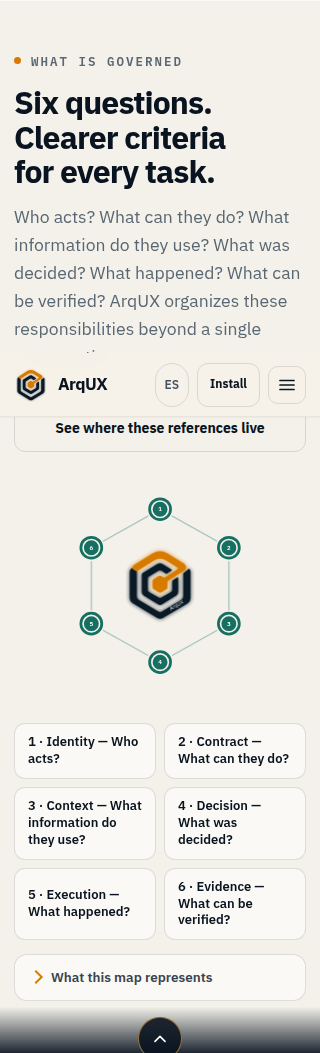 WHAT IS GOVERNED
Six questions.
Clearer criteria
for every task.
Who acts? What can they do? What
information do they use? What was
decided? What happened? What can
be verified? ArqUX organizes these
responsibilities beyond a single
ArqUX
ES
Install
See where these references live
1
2
3
4
5
6
1 · Identity — Who
acts?
2 · Contract —
What can they do?
3 · Context — What
information do
they use?
4 · Decision —
What was
decided?
5 · Execution —
What happened?
6 · Evidence —
What can be
verified?
What this map represents